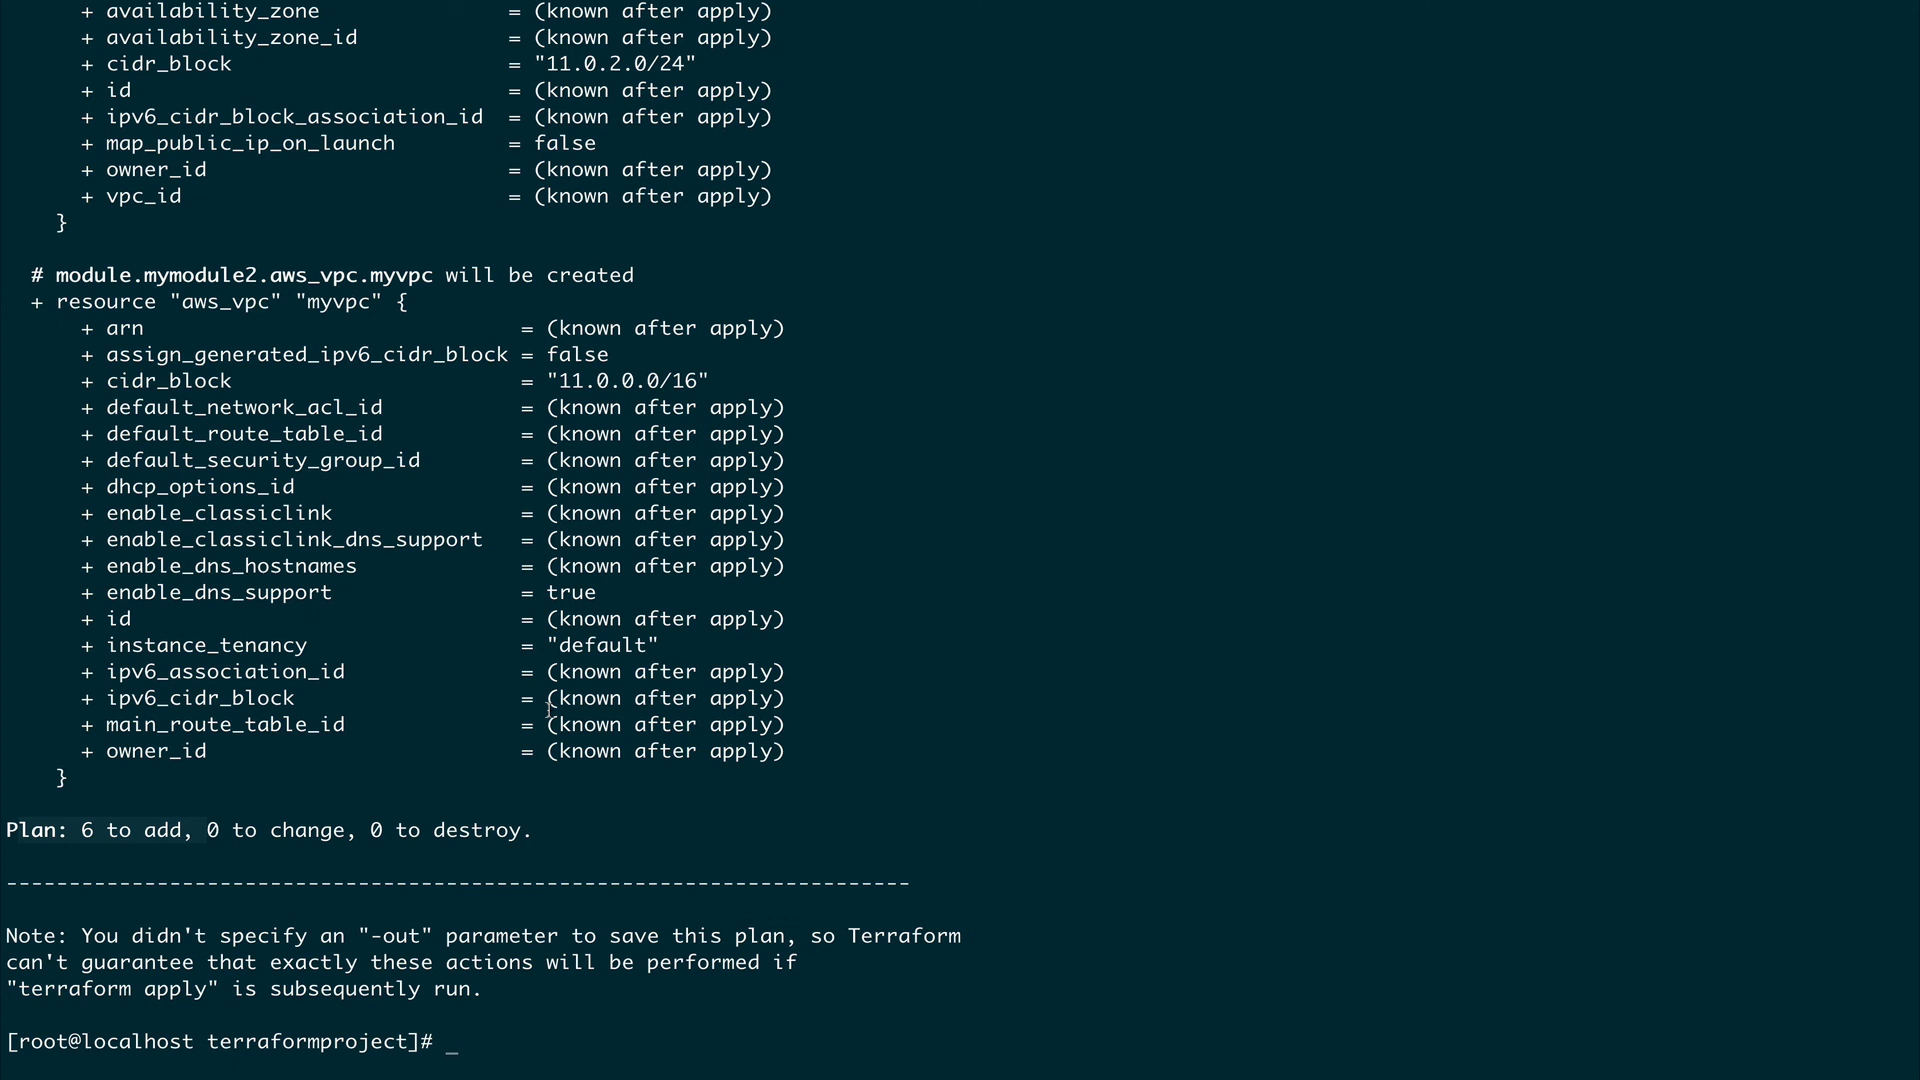 + availability_zone = (known after apply)
+ availability_zone_id = (known after apply)
+ cidr_block = "11.0.2.0/24"
+ id = (known after apply)
+ ipv6_cidr_block_association_id = (known after apply)
+ map_public_ip_on_launch = false
+ owner_id = (known after apply)
+ vpc_id = (known after apply)
}
# module.mymodule2.aws_vpc.myvpc will be created
+ resource "aws_vpc" "myvpc" {
+ arn = (known after apply)
+ assign_generated_ipv6_cidr_block = false
+ cidr_block = "11.0.0.0/16"
+ default_network_acl_id = (known after apply)
+ default_route_table_id = (known after apply)
+ default_security_group_id = (known after apply)
+ dhcp_options_id = (known after apply)
+ enable_classiclink = (known after apply)
+ enable_classiclink_dns_support = (known after apply)
+ enable_dns_hostnames = (known after apply)
+ enable_dns_support = true
+ id = (known after apply)
+ instance_tenancy = "default"
+ ipv6_association_id = (known after apply)
+ ipv6_cidr_block = (known after apply)
+ main_route_table_id = (known after apply)
+ owner_id = (known after apply)
}
Plan: 6 to add, 0 to change, 0 to destroy.
------------------------------------------------------------------------
Note: You didn't specify an "-out" parameter to save this plan, so Terraform
can't guarantee that exactly these actions will be performed if
"terraform apply" is subsequently run.
[root@localhost terraformproject]# _